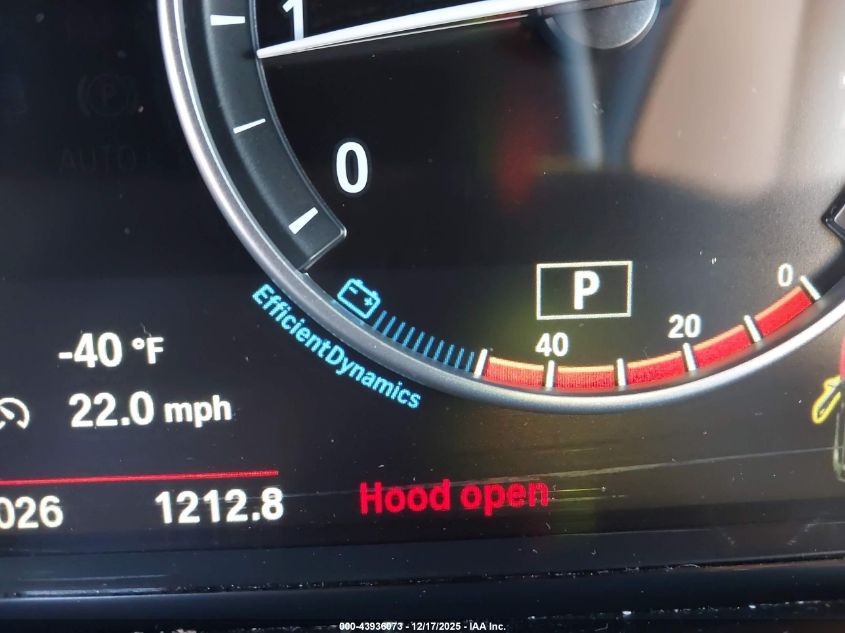 1
0
P
AUTO
EfficientDynamics
P
40
20
0
-40 °F
22.0 mph
026
1212.8
Hood open
000-43936073 - 12/17/2025 - IAA Inc.